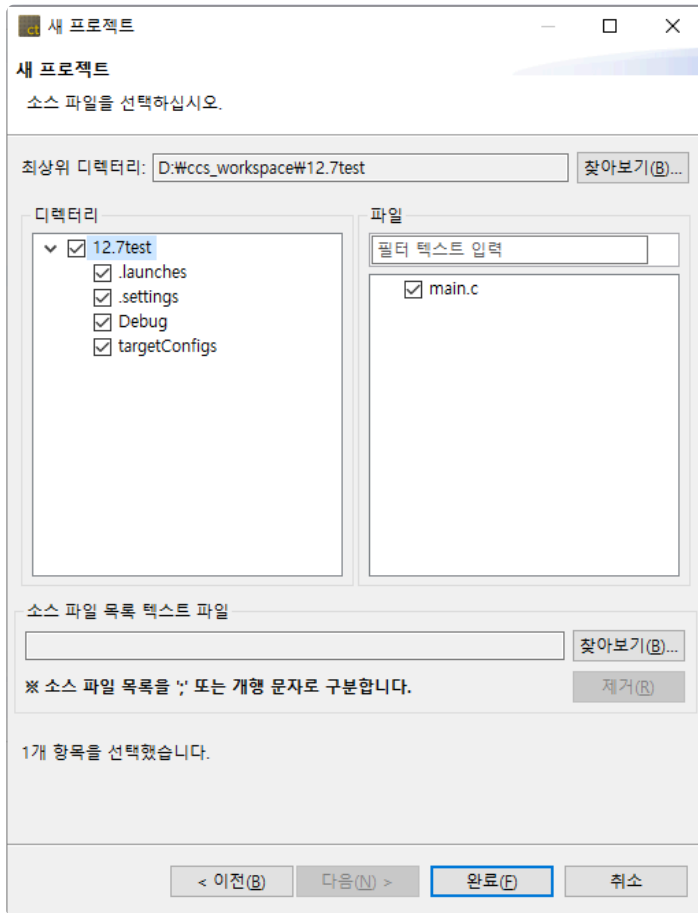 ct 새 프로젝트
새 프로젝트
소스 파일을 선택하십시오.
최상위 디렉터리: D:₩ccs_workspace₩12.7test 찾아보기(B)...
디렉터리
12.7test
.launches
.settings
Debug
targetConfigs
파일
필터 텍스트 입력
main.c
소스 파일 목록 텍스트 파일
찾아보기(B)...
※ 소스 파일 목록을 ';' 또는 개행 문자로 구분합니다.
제거(R)
1개 항목을 선택했습니다.
< 이전(B) 다음(N) > 완료(F) 취소